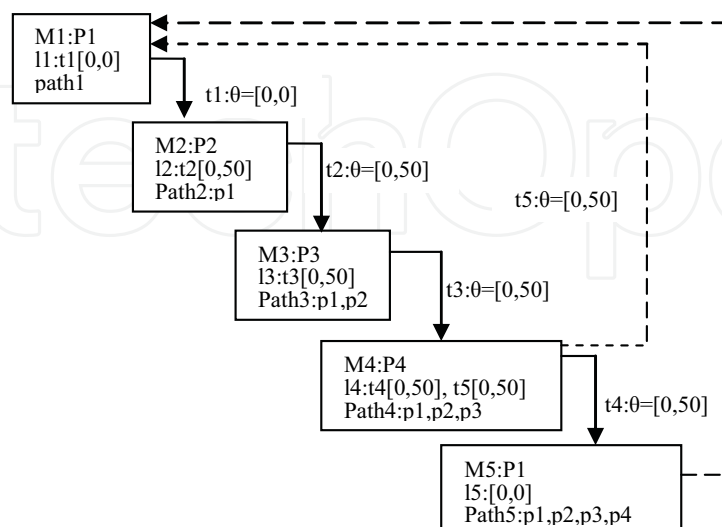 M1:P1
l1:t1[0,0]
path1
t1:θ=[0,0]
M2:P2
l2:t2[0,50]
Path2:p1
t2:θ=[0,50]
t5:θ=[0,50]
M3:P3
l3:t3[0,50]
Path3:p1,p2
t3:θ=[0,50]
M4:P4
l4:t4[0,50], t5[0,50]
Path4:p1,p2,p3
t4:θ=[0,50]
M5:P1
l5:[0,0]
Path5:p1,p2,p3,p4
techOp